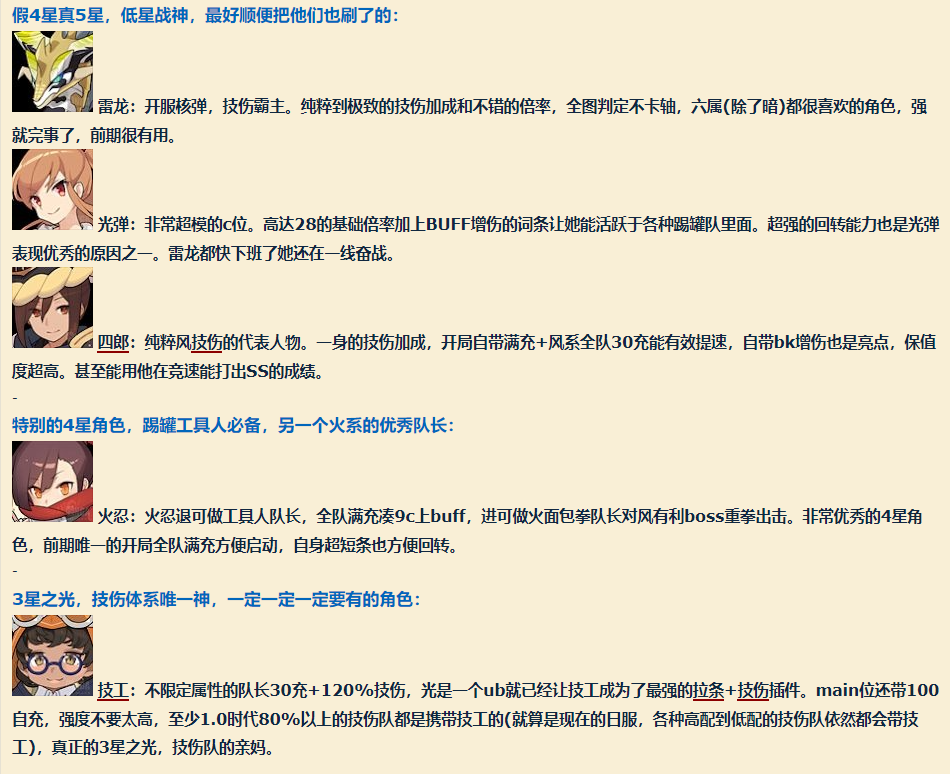 假4星真5星，低星战神，最好顺便把他们也刷了的：
雷龙：开服核弹，技伤霸主。纯粹到极致的技伤加成和不错的倍率，全图判定不卡轴，六属(除了暗)都很喜欢的角色，强
就完事了，前期很有用。
光弹：非常超模的c位。高达28的基础倍率加上BUFF增伤的词条让她能活跃于各种踢罐队里面。超强的回转能力也是光弹
表现优秀的原因之一。雷龙都快下班了她还在一线奋战。
四郎：纯粹风技伤的代表人物。一身的技伤加成，开局自带满充+风系全队30充能有效提速，自带bk增伤也是亮点，保值
度超高。甚至能用他在竞速能打出SS的成绩。
-
特别的4星角色，踢罐工具人必备，另一个火系的优秀队长：
火忍：火忍退可做工具人队长，全队满充凑9c上buff，进可做火面包拳队长对风有利boss重拳出击。非常优秀的4星角
色，前期唯一的开局全队满充方便启动，自身超短条也方便回转。
-
3星之光，技伤体系唯一神，一定一定一定要有的角色：
技工：不限定属性的队长30充+120%技伤，光是一个ub就已经让技工成为了最强的拉条+技伤插件。main位还带100
自充，强度不要太高，至少1.0时代80%以上的技伤队都是携带技工的(就算是现在的日服，各种高配到低配的技伤队依然都会带技
工)，真正的3星之光，技伤队的亲妈。